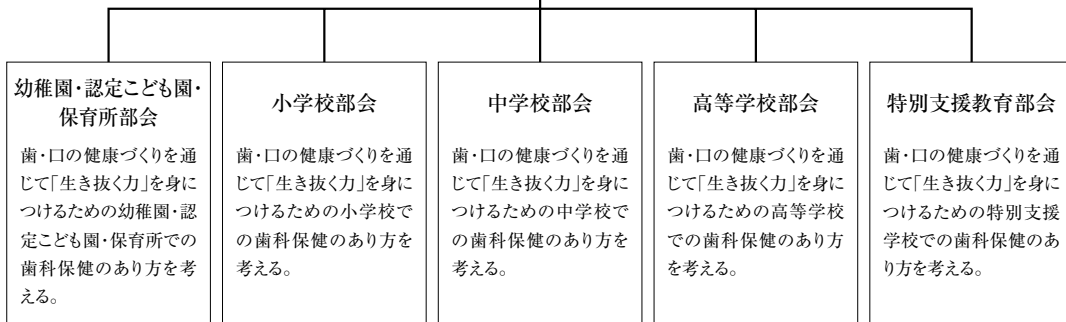 幼稚園・認定こども園・
保育所部会
歯・口の健康づくりを通
じて「生き抜く力」を身に
つけるための幼稚園・認
定こども園・保育所での
歯科保健のあり方を考
える。
小学校部会
歯・口の健康づくりを通
じて「生き抜く力」を身に
つけるための小学校で
の歯科保健のあり方を
考える。
中学校部会
歯・口の健康づくりを通
じて「生き抜く力」を身に
つけるための中学校で
の歯科保健のあり方を
考える。
高等学校部会
歯・口の健康づくりを通
じて「生き抜く力」を身に
つけるための高等学校
での歯科保健のあり方
を考える。
特別支援教育部会
歯・口の健康づくりを通
じて「生き抜く力」を身に
つけるための特別支援
学校での歯科保健のあ
り方を考える。